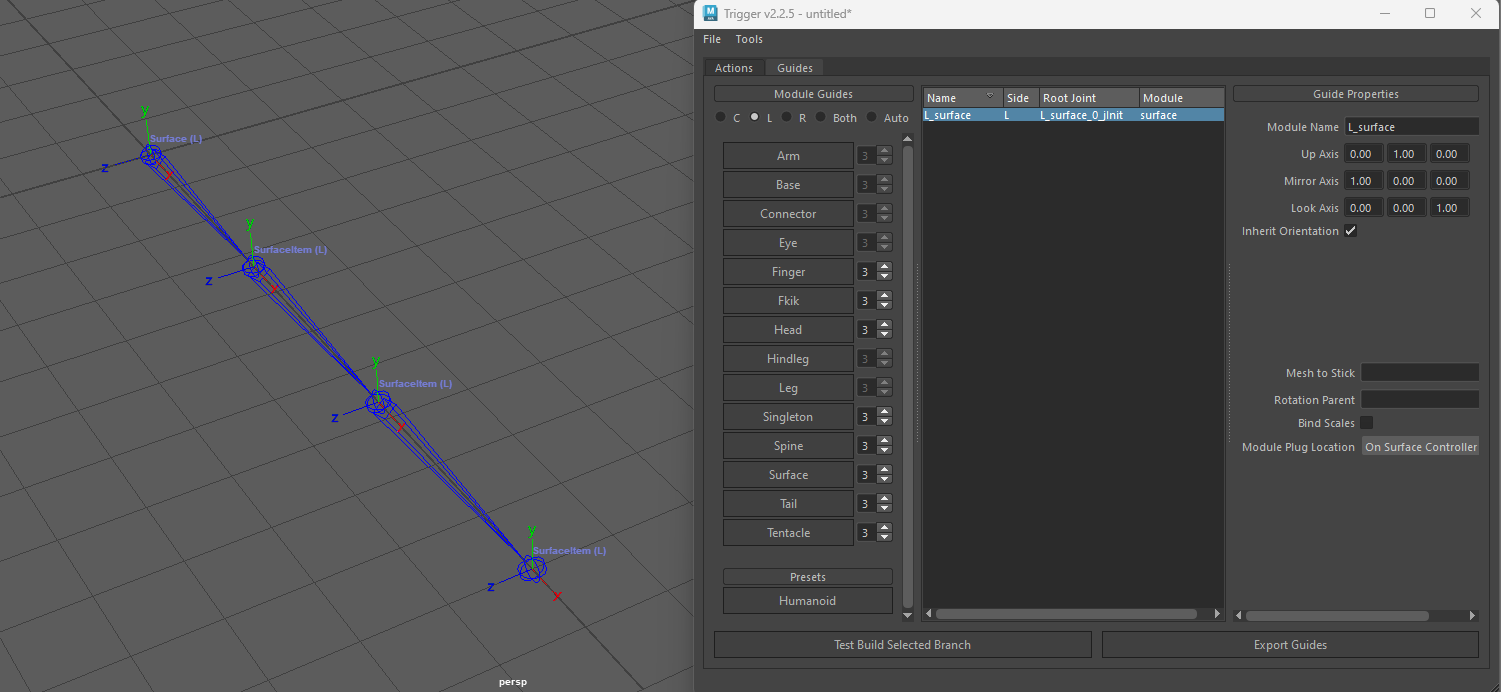 y
Surface (L)
z
x
y
SurfaceItem (L)
z
x
y
SurfaceItem (L)
z
x
y
SurfaceItem (L)
z
x
persp
Trigger v2.2.5 - untitled*
File Tools
Actions Guides
Module Guides
C L R Both Auto
Arm 3
Base 3
Connector 3
Eye 3
Finger 3
Fkik 3
Head 3
Hindleg 3
Leg 3
Singleton 3
Spine 3
Surface 3
Tail 3
Tentacle 3
Presets
Humanoid
Name Side Root Joint Module
L_surface L L_surface_0_jInit surface
Guide Properties
Module Name L_surface
Up Axis 0.00 1.00 0.00
Mirror Axis 1.00 0.00 0.00
Look Axis 0.00 0.00 1.00
Inherit Orientation
Mesh to Stick
Rotation Parent
Bind Scales
Module Plug Location On Surface Controller
Test Build Selected Branch
Export Guides